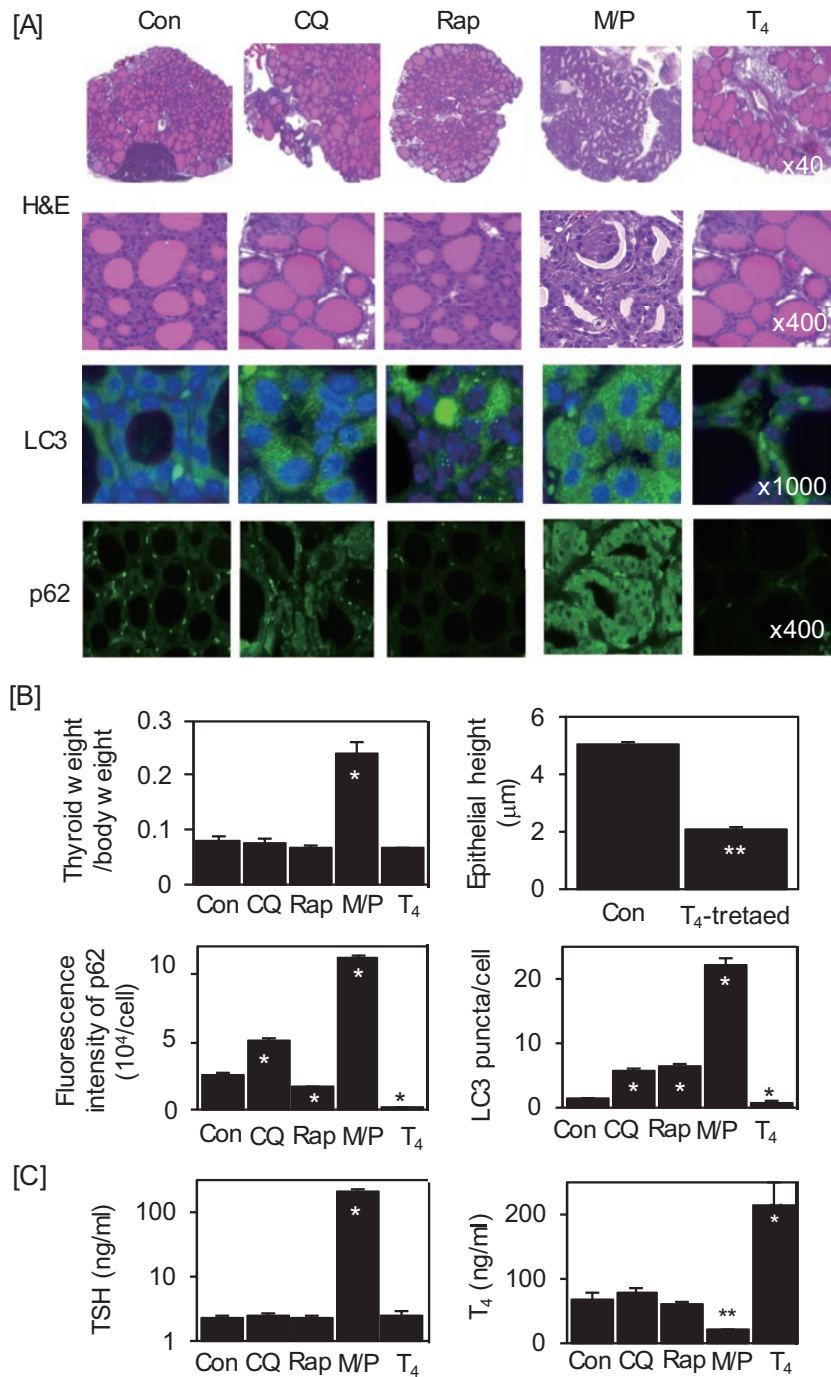 [A]
Con CQ Rap M/P T₄
x40
H&E
x400
LC3
x1000
p62
x400
[B]
Thyroid w eight
/body w eight
0.3
0.2
0.1
0
*
Con CQ Rap M/P T₄
Epithelial height
(μm)
6
4
2
0
**
Con T₄-tretaed
Fluorescence
intensity of p62
(10⁴/cell)
10
5
0
* * * *
Con CQ Rap M/P T₄
LC3 puncta/cell
20
10
0
* * * *
Con CQ Rap M/P T₄
[C]
TSH (ng/ml)
100
10
1
*
Con CQ Rap M/P T₄
T₄ (ng/ml)
200
100
0
** *
Con CQ Rap M/P T₄